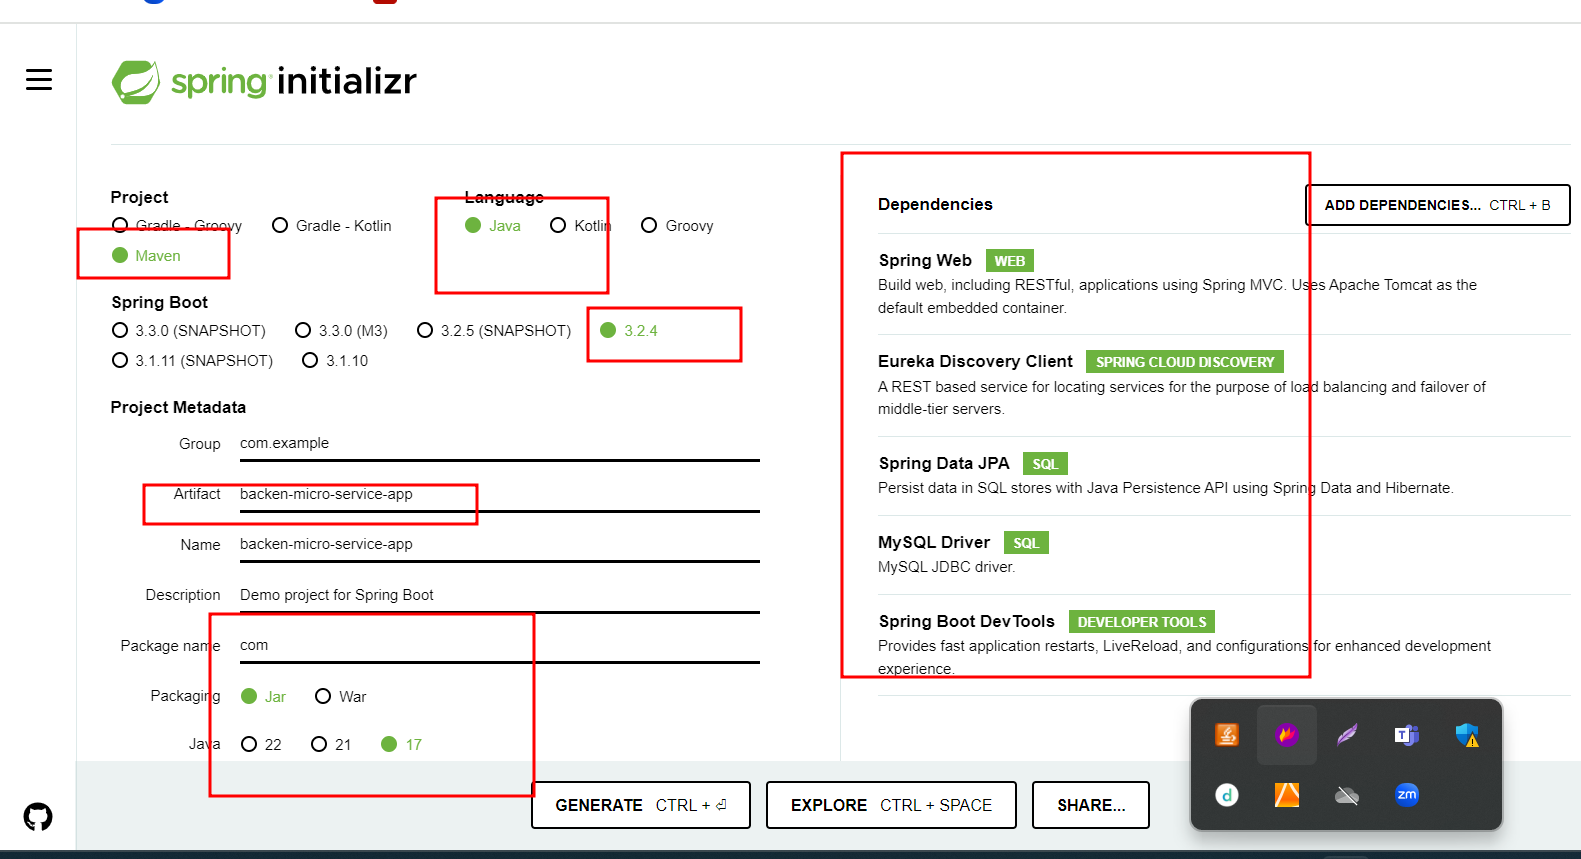 spring initializr
Project
Gradle - Groovy
Gradle - Kotlin
Maven
Language
Java
Kotlin
Groovy
Spring Boot
3.3.0 (SNAPSHOT)
3.3.0 (M3)
3.2.5 (SNAPSHOT)
3.2.4
3.1.11 (SNAPSHOT)
3.1.10
Project Metadata
Group com.example
Artifact backen-micro-service-app
Name backen-micro-service-app
Description Demo project for Spring Boot
Package name com
Packaging Jar War
Java 22 21 17
Dependencies
ADD DEPENDENCIES... CTRL + B
Spring Web WEB
Build web, including RESTful, applications using Spring MVC. Uses Apache Tomcat as the
default embedded container.
Eureka Discovery Client SPRING CLOUD DISCOVERY
A REST based service for locating services for the purpose of load balancing and failover of
middle-tier servers.
Spring Data JPA SQL
Persist data in SQL stores with Java Persistence API using Spring Data and Hibernate.
MySQL Driver SQL
MySQL JDBC driver.
Spring Boot DevTools DEVELOPER TOOLS
Provides fast application restarts, LiveReload, and configurations for enhanced development
experience.
GENERATE CTRL + ⏎
EXPLORE CTRL + SPACE
SHARE...
T
d
zm